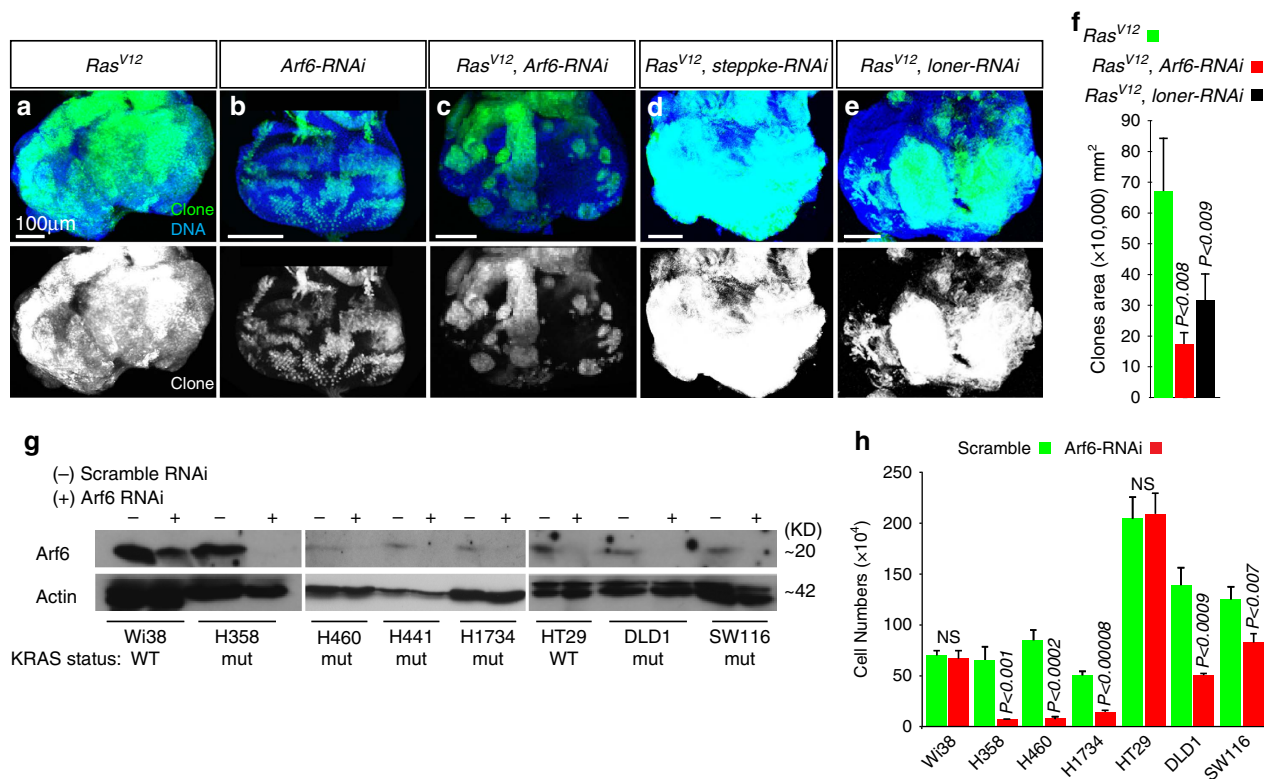 Ras^V12
Arf6-RNAi
Ras^V12, Arf6-RNAi
Ras^V12, steppke-RNAi
Ras^V12, loner-RNAi
a
b
c
d
e
100µm
Clone
DNA
Clone
f
Ras^V12
Ras^V12, Arf6-RNAi
Ras^V12, loner-RNAi
Clones area (×10,000) mm²
90
80
70
60
50
40
30
20
10
0
P<0.008
P<0.009
g
(–) Scramble RNAi
(+) Arf6 RNAi
– + – + – + – + – + – + – + – +
(KD)
Arf6
~20
Actin
~42
Wi38 H358 H460 H441 H1734 HT29 DLD1 SW116
KRAS status: WT mut mut mut mut WT mut mut
h
Scramble
Arf6-RNAi
Cell Numbers (×10⁴)
250
200
150
100
50
0
NS
P<0.001
P<0.0002
P<0.00008
NS
P<0.0009
P<0.007
Wi38
H358
H460
H1734
HT29
DLD1
SW116